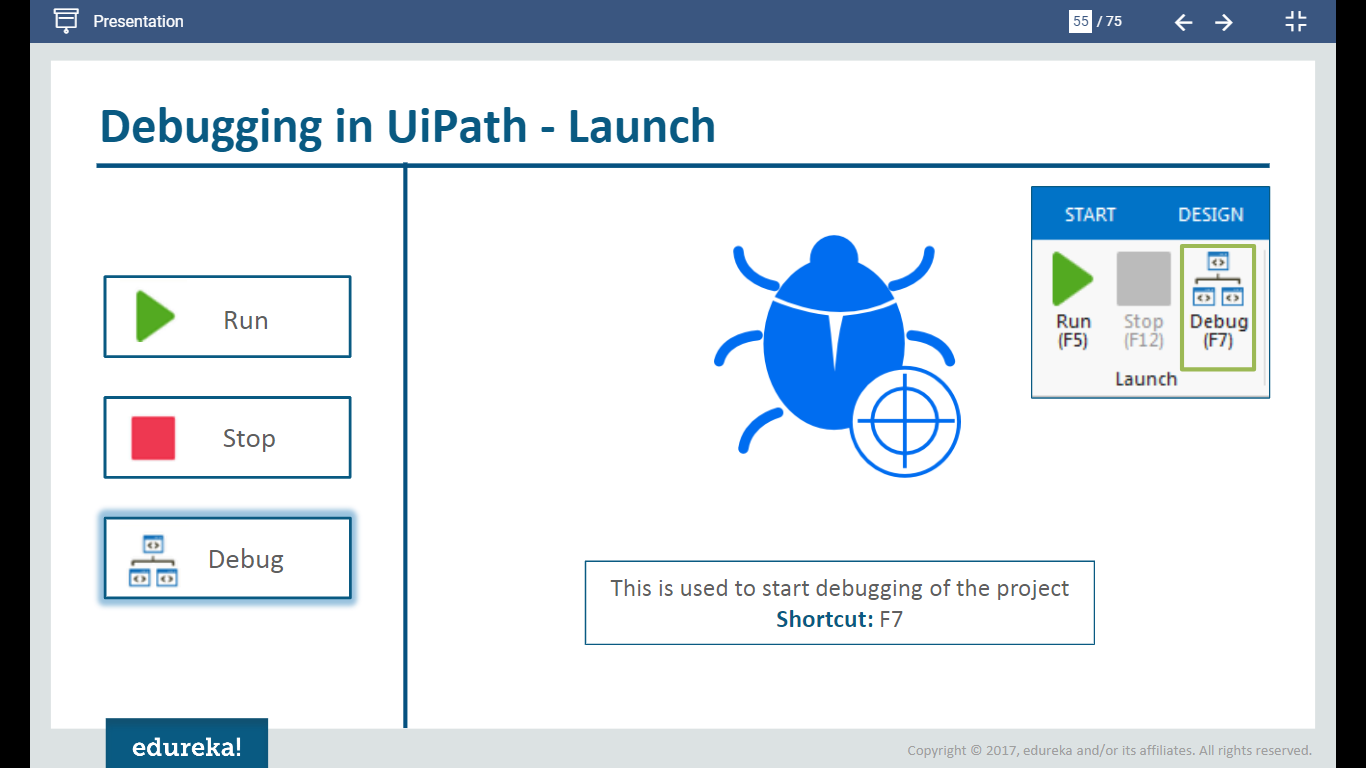 Presentation
55 / 75
Debugging in UiPath - Launch
START DESIGN
Run Stop Debug
(F5) (F12) (F7)
Launch
Run
Stop
Debug
This is used to start debugging of the project
Shortcut: F7
edureka!
Copyright © 2017, edureka and/or its affiliates. All rights reserved.